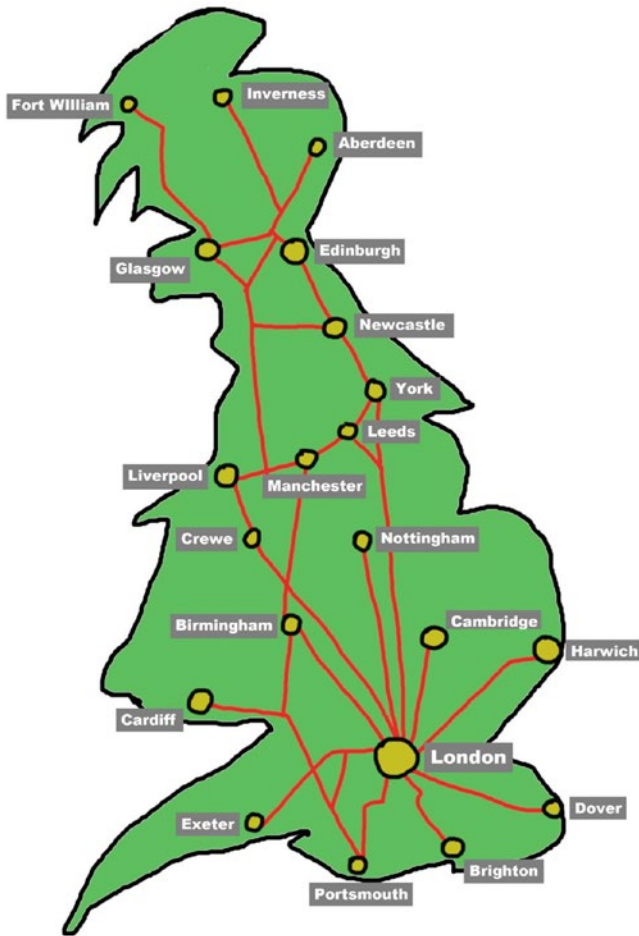 Inverness
Fort WIlliam
Aberdeen
Edinburgh
Glasgow
Newcastle
York
Leeds
Liverpool
Manchester
Crewe
Nottingham
Cambridge
Birmingham
Harwich
Cardiff
London
Dover
Exeter
Brighton
Portsmouth